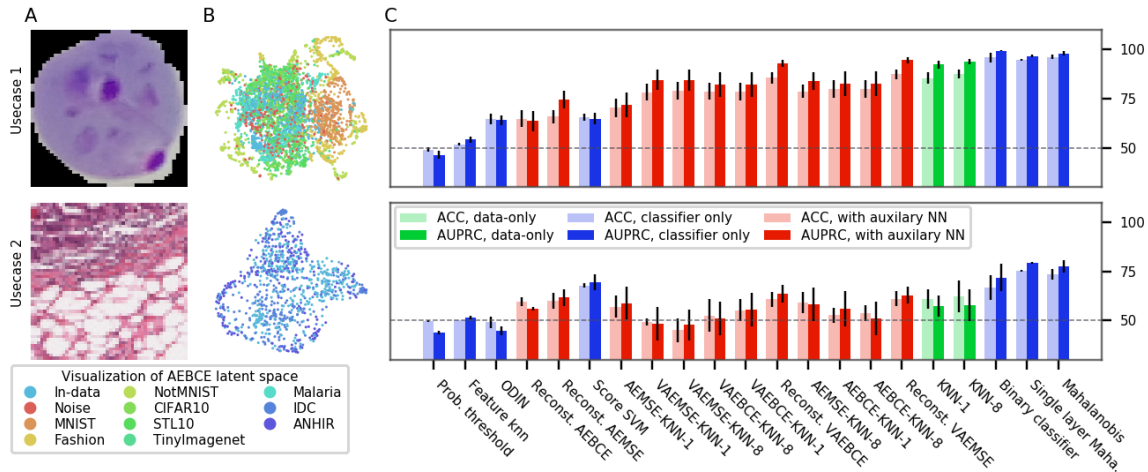 A
B
C
Usecase 1
100
75
50
Usecase 2
ACC, data-only
AUPRC, data-only
ACC, classifier only
AUPRC, classifier only
ACC, with auxilary NN
AUPRC, with auxilary NN
100
75
50
Visualization of AEBCE latent space
In-data
Noise
MNIST
Fashion
NotMNIST
CIFAR10
STL10
TinyImagenet
Malaria
IDC
ANHIR
Prob. threshold
Feature knn
ODIN
Reconst. AEBCE
Reconst. AEMSE
Score SVM
AEMSE-KNN-1
VAEMSE-KNN-1
VAEMSE-KNN-8
VAEBCE-KNN-8
VAEBCE-KNN-1
Reconst. VAEBCE
AEMSE-KNN-8
AEBCE-KNN-1
AEBCE-KNN-8
Reconst. VAEMSE
KNN-1
KNN-8
Binary classifier
Single layer Maha.
Mahalanobis